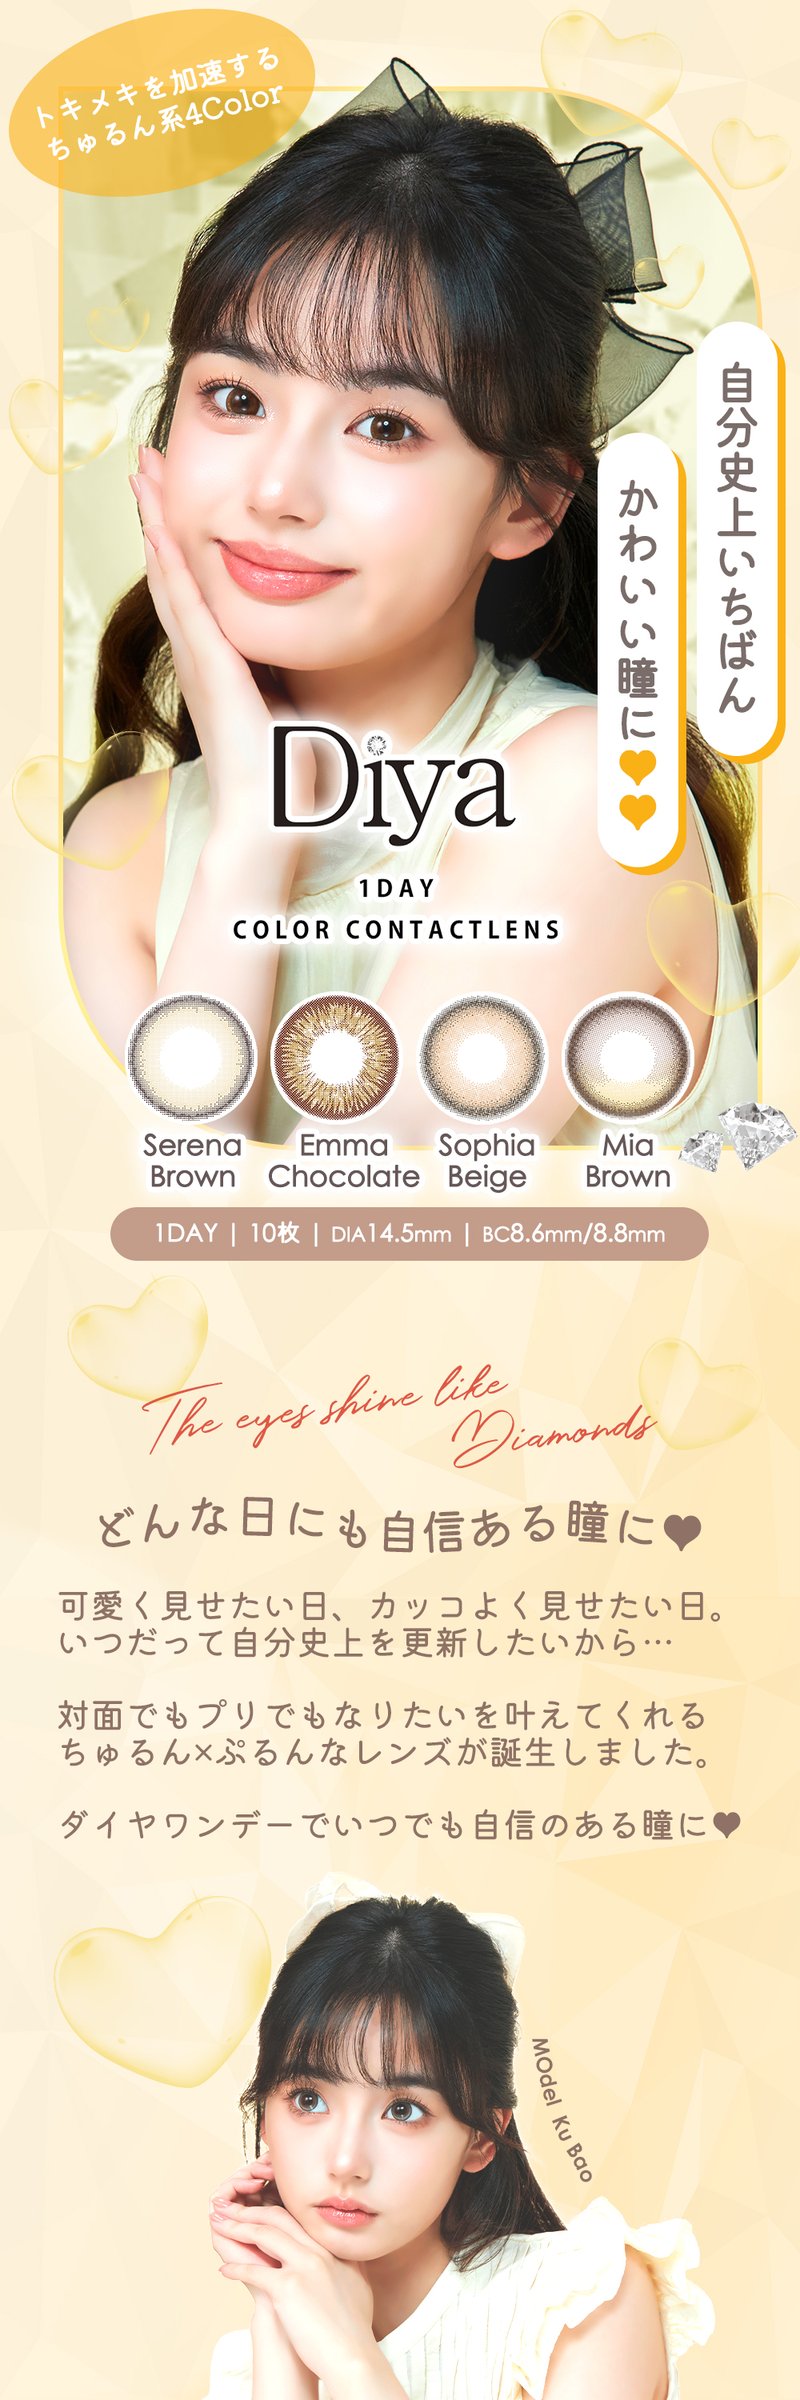 トキメキを加速する
ちゅるん系4Color
自分史上いちばん
かわいい瞳に♥♥
Diya
1DAY
COLOR CONTACTLENS
Serena
Brown
Emma
Chocolate
Sophia
Beige
Mia
Brown
1DAY | 10枚 | DIA14.5mm | BC8.6mm/8.8mm
The eyes shine like
Diamonds
どんな日にも自信ある瞳に♥
可愛く見せたい日、カッコよく見せたい日。
いつだって自分史上を更新したいから…
対面でもプリでもなりたいを叶えてくれる
ちゅるん×ぷるんなレンズが誕生しました。
ダイヤワンデーでいつでも自信のある瞳に♥
MOdel Ku Bao